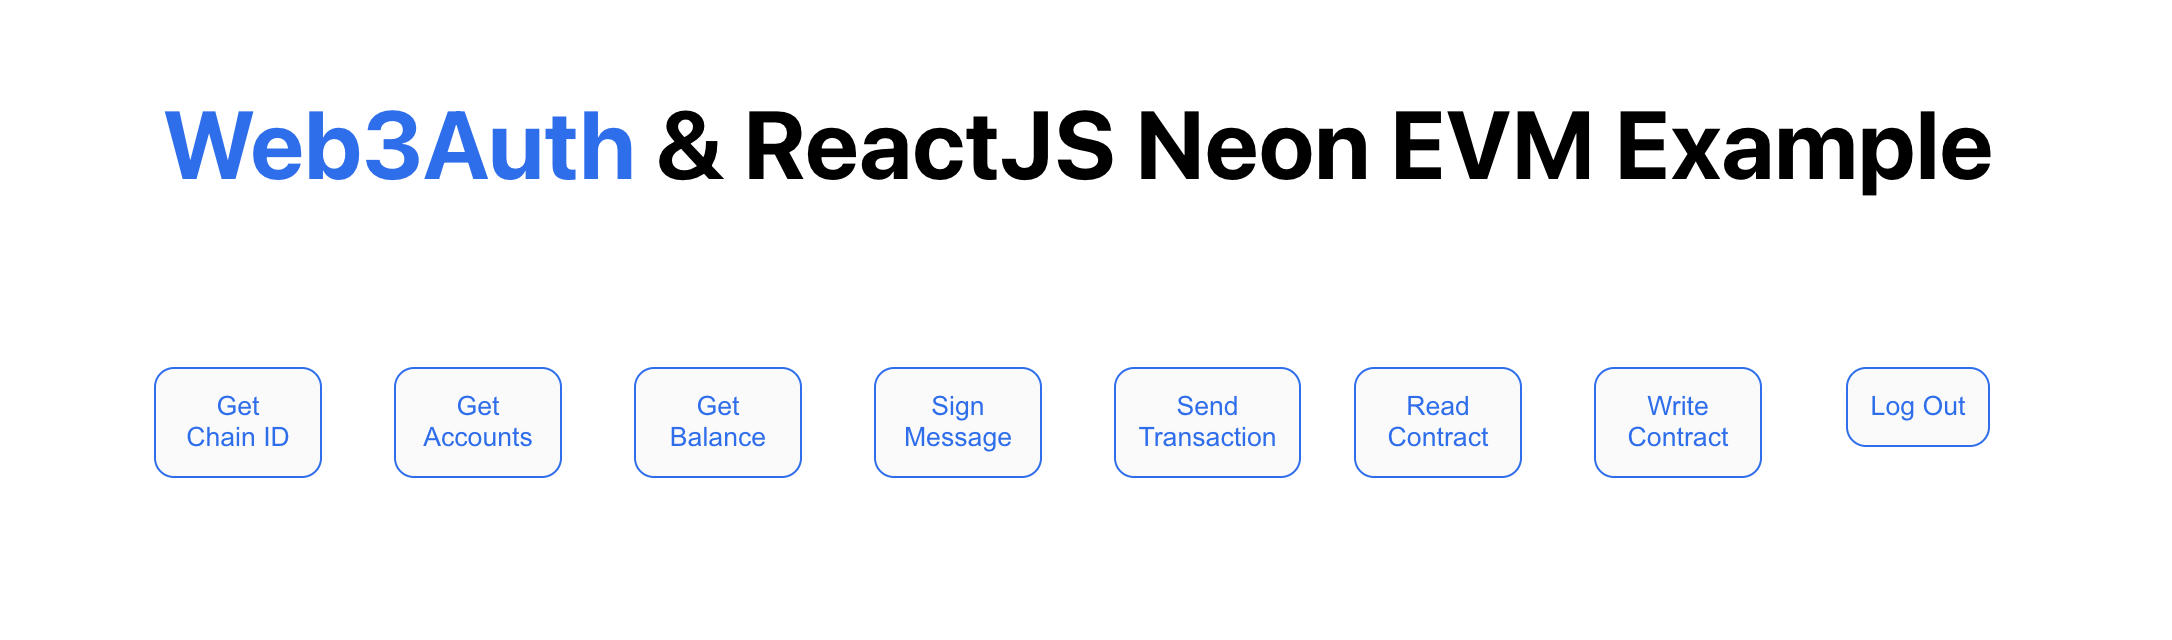 Web3Auth & ReactJS Neon EVM Example
Get
Chain ID
Get
Accounts
Get
Balance
Sign
Message
Send
Transaction
Read
Contract
Write
Contract
Log Out